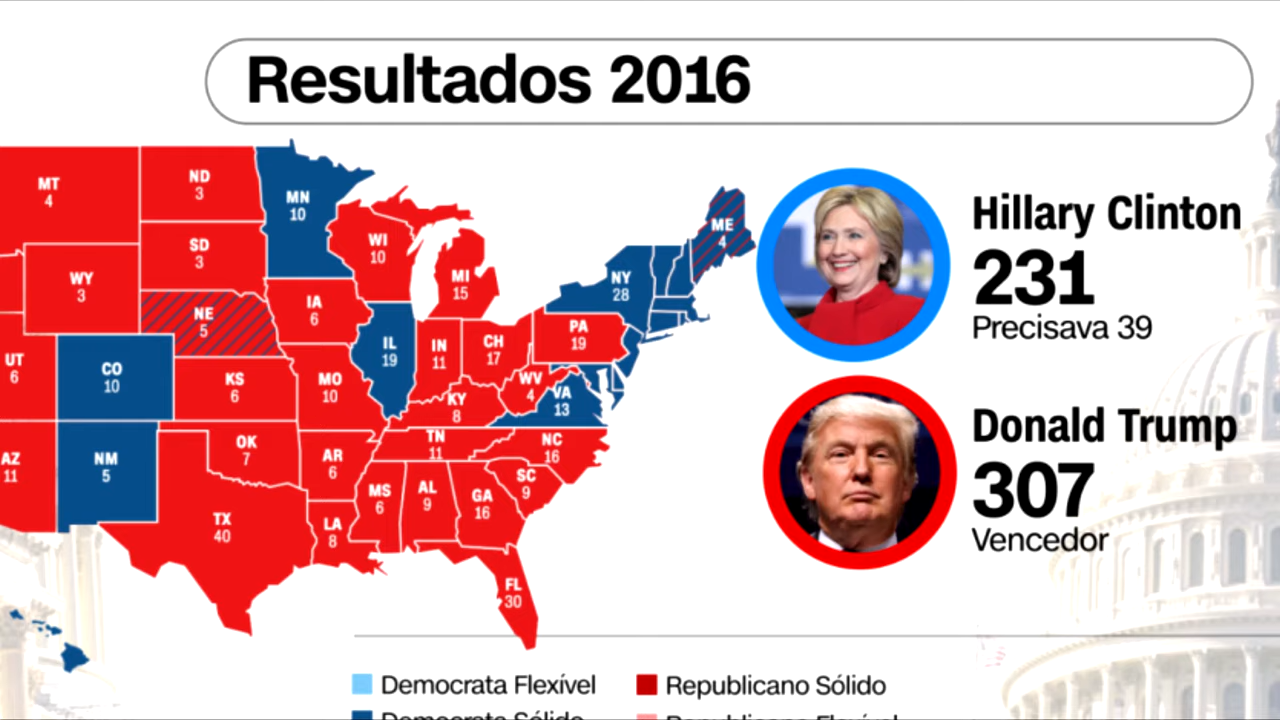 Resultados 2016
MT
4
ND
3
MN
10
SD
3
WI
10
ME
4
WY
3
MI
15
NY
28
NE
5
IA
6
PA
19
UT
6
CO
10
IL
19
IN
11
CH
17
KS
6
MO
10
WV
4
VA
13
KY
8
AZ
11
NM
5
OK
7
AR
6
TN
11
NC
16
SC
9
MS
6
AL
9
GA
16
TX
40
LA
8
FL
30
Hillary Clinton
231
Precisava 39
Donald Trump
307
Vencedor
Democrata Flexível
Republicano Sólido
Democrata Sólido
Republicano Flexível